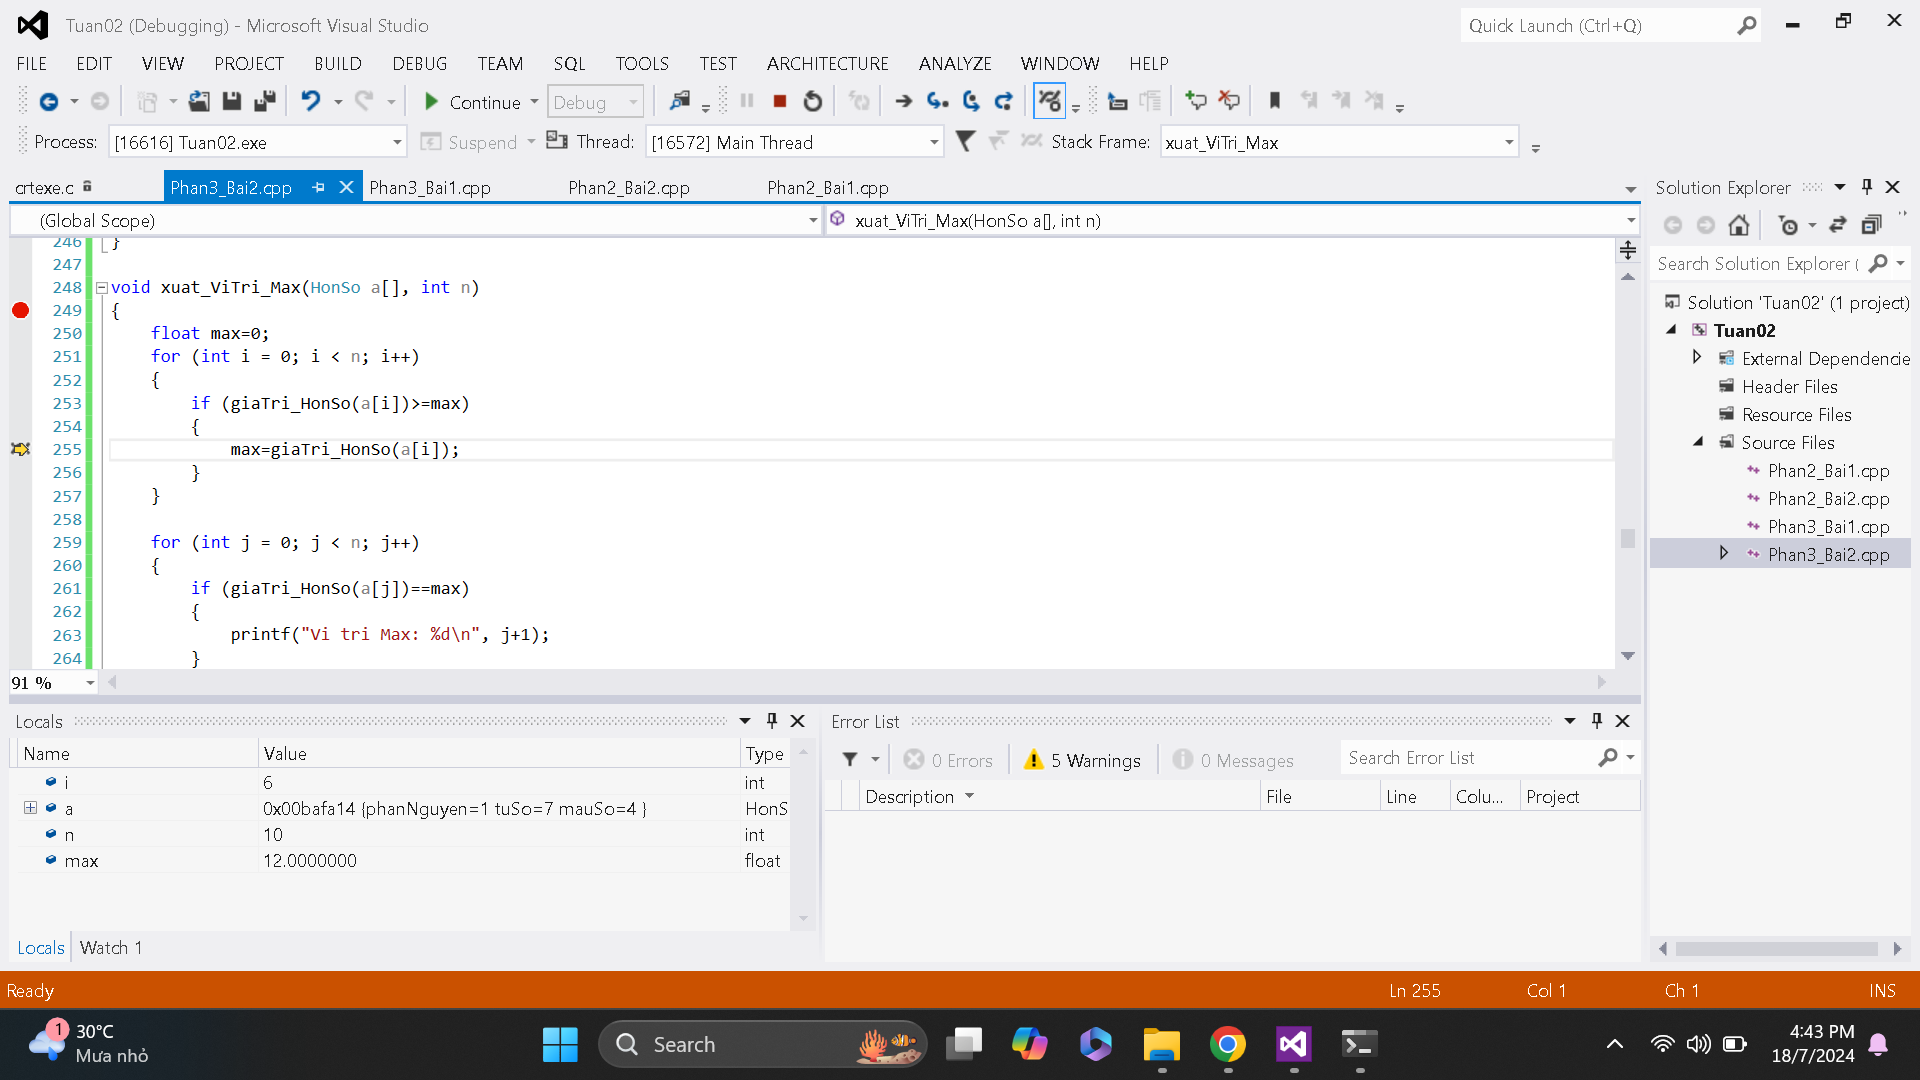 Tuan02 (Debugging) - Microsoft Visual Studio
Quick Launch (Ctrl+Q)
FILE EDIT VIEW PROJECT BUILD DEBUG TEAM SQL TOOLS TEST ARCHITECTURE ANALYZE WINDOW HELP
Continue Debug
Process: [16616] Tuan02.exe Suspend Thread: [16572] Main Thread Stack Frame: xuat_ViTri_Max
crtexe.c Phan3_Bai2.cpp Phan3_Bai1.cpp Phan2_Bai2.cpp Phan2_Bai1.cpp
(Global Scope) xuat_ViTri_Max(HonSo a[], int n)
246 }
247
248 void xuat_ViTri_Max(HonSo a[], int n)
249 {
250 float max=0;
251 for (int i = 0; i < n; i++)
252 {
253 if (giaTri_HonSo(a[i])>=max)
254 {
255 max=giaTri_HonSo(a[i]);
256 }
257 }
258
259 for (int j = 0; j < n; j++)
260 {
261 if (giaTri_HonSo(a[j])==max)
262 {
263 printf("Vi tri Max: %d\n", j+1);
264 }
91 %
Solution Explorer
Search Solution Explorer (
Solution 'Tuan02' (1 project)
Tuan02
External Dependencie
Header Files
Resource Files
Source Files
Phan2_Bai1.cpp
Phan2_Bai2.cpp
Phan3_Bai1.cpp
Phan3_Bai2.cpp
Locals
Name Value Type
i 6 int
a 0x00bafa14 {phanNguyen=1 tuSo=7 mauSo=4 } HonS
n 10 int
max 12.0000000 float
Locals Watch 1
Error List
0 Errors 5 Warnings 0 Messages Search Error List
Description File Line Colu... Project
Ready Ln 255 Col 1 Ch 1 INS
1 30°C
Mưa nhỏ
Search
4:43 PM
18/7/2024